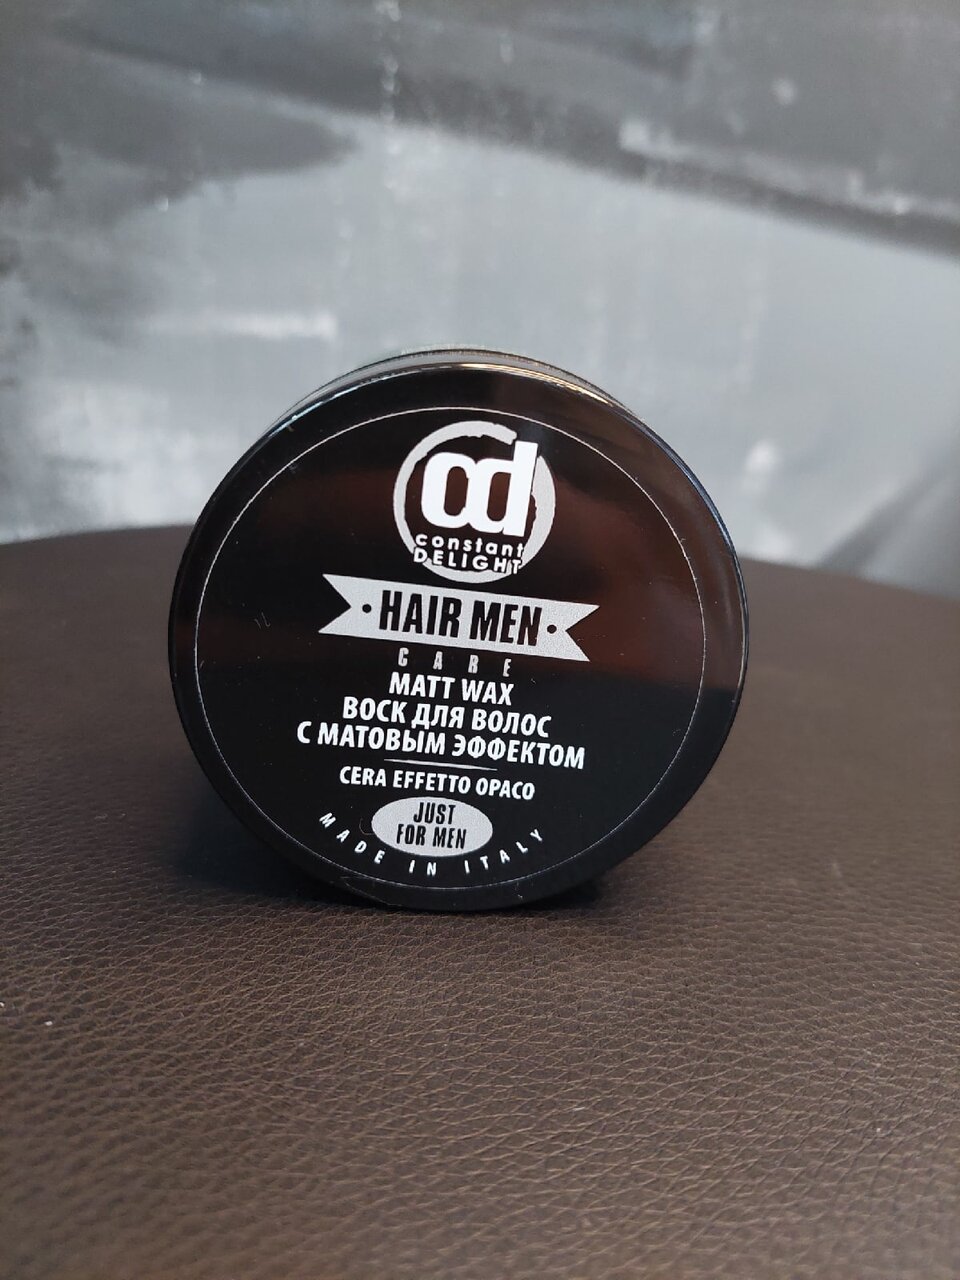 cd
constant
DELIGHT
• HAIR MEN •
CARE
MATT WAX
ВОСК ДЛЯ ВОЛОС
С МАТОВЫМ ЭФФЕКТОМ
CERA EFFETTO OPACO
JUST
FOR MEN
MADE IN ITALY